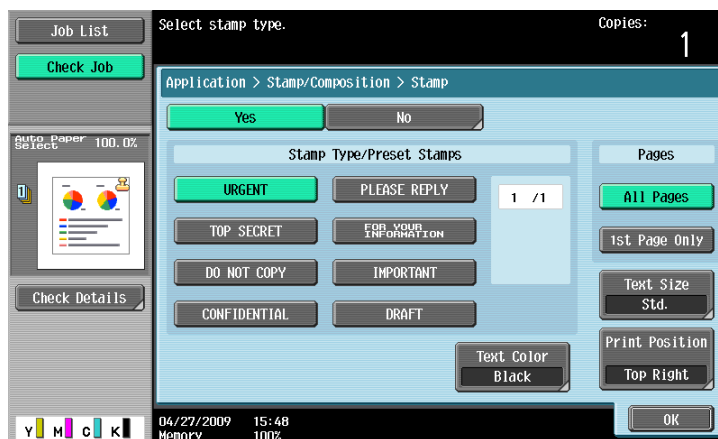 Job List
Check Job
Select stamp type.
Copies:
1
Application > Stamp/Composition > Stamp
Yes
No
Auto Paper
Select
100.0%
1
Stamp Type/Preset Stamps
URGENT
PLEASE REPLY
TOP SECRET
FOR YOUR
INFORMATION
DO NOT COPY
IMPORTANT
CONFIDENTIAL
DRAFT
1 /1
Pages
All Pages
1st Page Only
Check Details
Text Size
Std.
Text Color
Black
Print Position
Top Right
Y M C K
04/27/2009 15:48
Memory 100%
OK